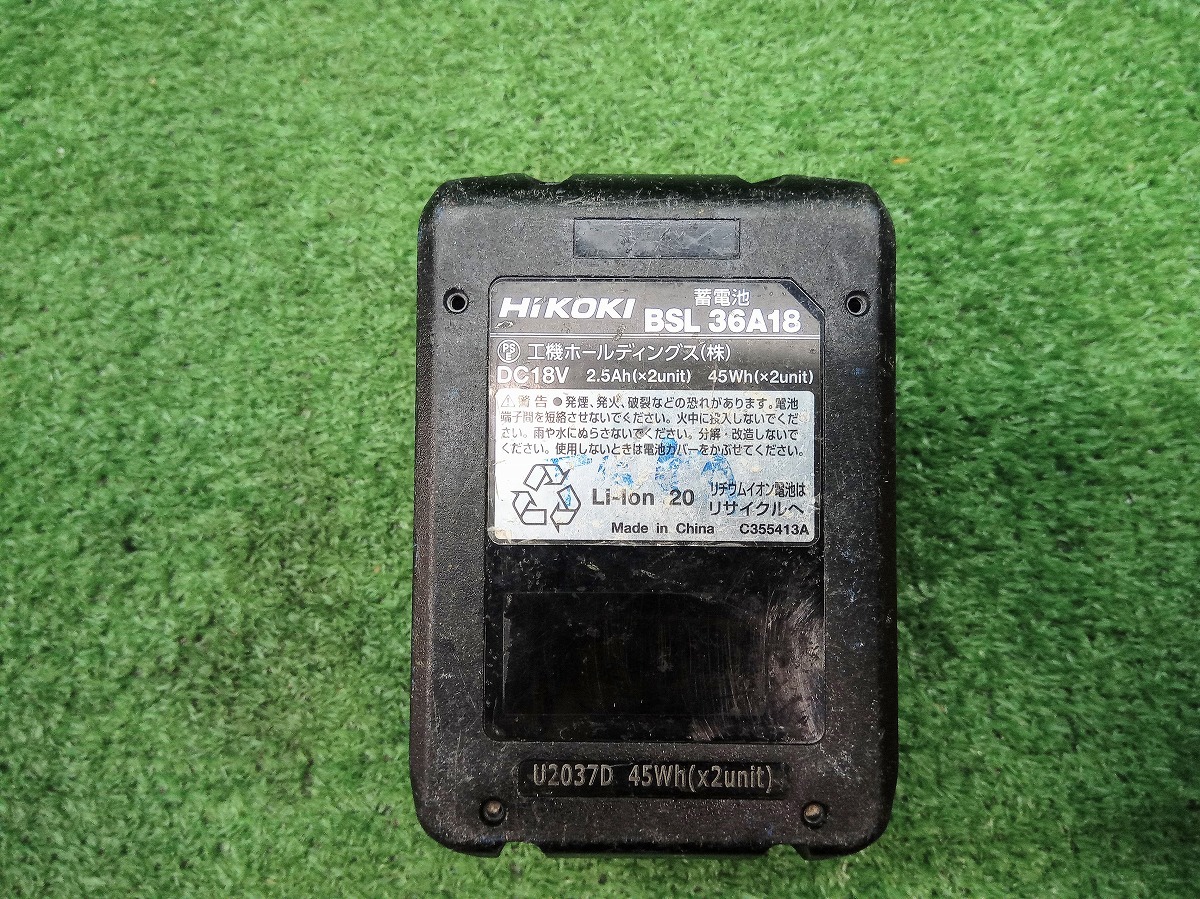 HiKOKI 蓄電池
BSL 36A18
PS E 工機ホールディングス(株)
DC18V 2.5Ah(×2unit) 45Wh(×2unit)
⚠警告 ●発煙、発火、破裂などの恐れがあります。電池
端子間を短絡させないでください。火中に投入しないでくだ
さい。雨や水にぬらさないでください。分解・改造しないで
ください。使用しないときは電池カバーをかぶせてください。
Li-Ion 20 リチウムイオン電池は
リサイクルへ
Made in China C355413A
U2037D 45Wh(x2unit)